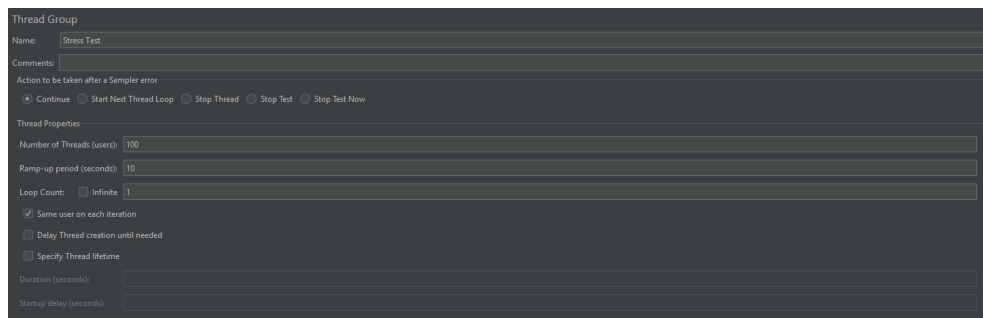 Thread Group
Name: Stress Test
Comments:
Action to be taken after a Sampler error
Continue Start Next Thread Loop Stop Thread Stop Test Stop Test Now
Thread Properties
Number of Threads (users): 100
Ramp-up period (seconds): 10
Loop Count: Infinite 1
Same user on each iteration
Delay Thread creation until needed
Specify Thread lifetime
Duration (seconds):
Startup delay (seconds):